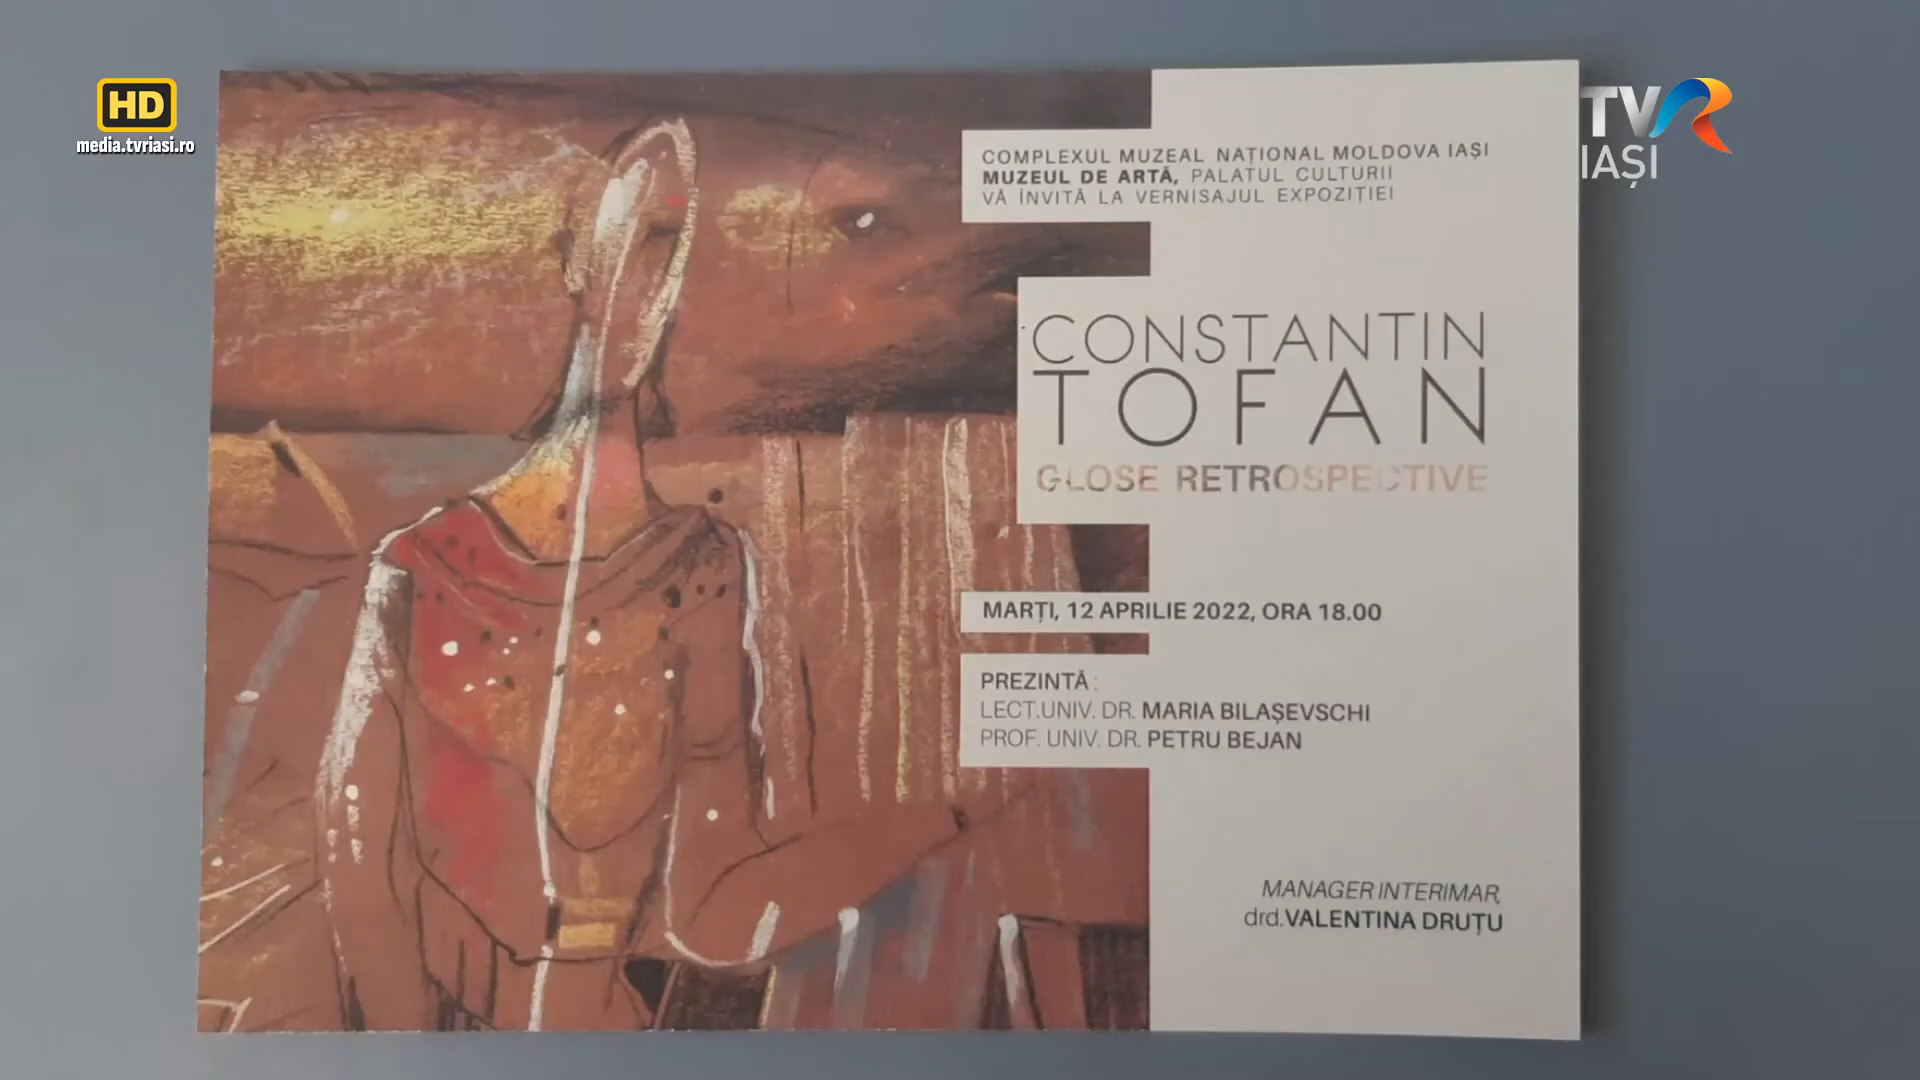 HD
media.tvriasi.ro
TVR
IAȘI
COMPLEXUL MUZEAL NAȚIONAL MOLDOVA IAȘI
MUZEUL DE ARTĂ, PALATUL CULTURII
VĂ ÎNVITĂ LA VERNISAJUL EXPOZIȚIEI
CONSTANTIN
TOFAN
GLOSE RETROSPECTIVE
MARȚI, 12 APRILIE 2022, ORA 18.00
PREZINTĂ :
LECT.UNIV. DR. MARIA BILAȘEVSCHI
PROF. UNIV. DR. PETRU BEJAN
MANAGER INTERIMAR,
drd.VALENTINA DRUȚU